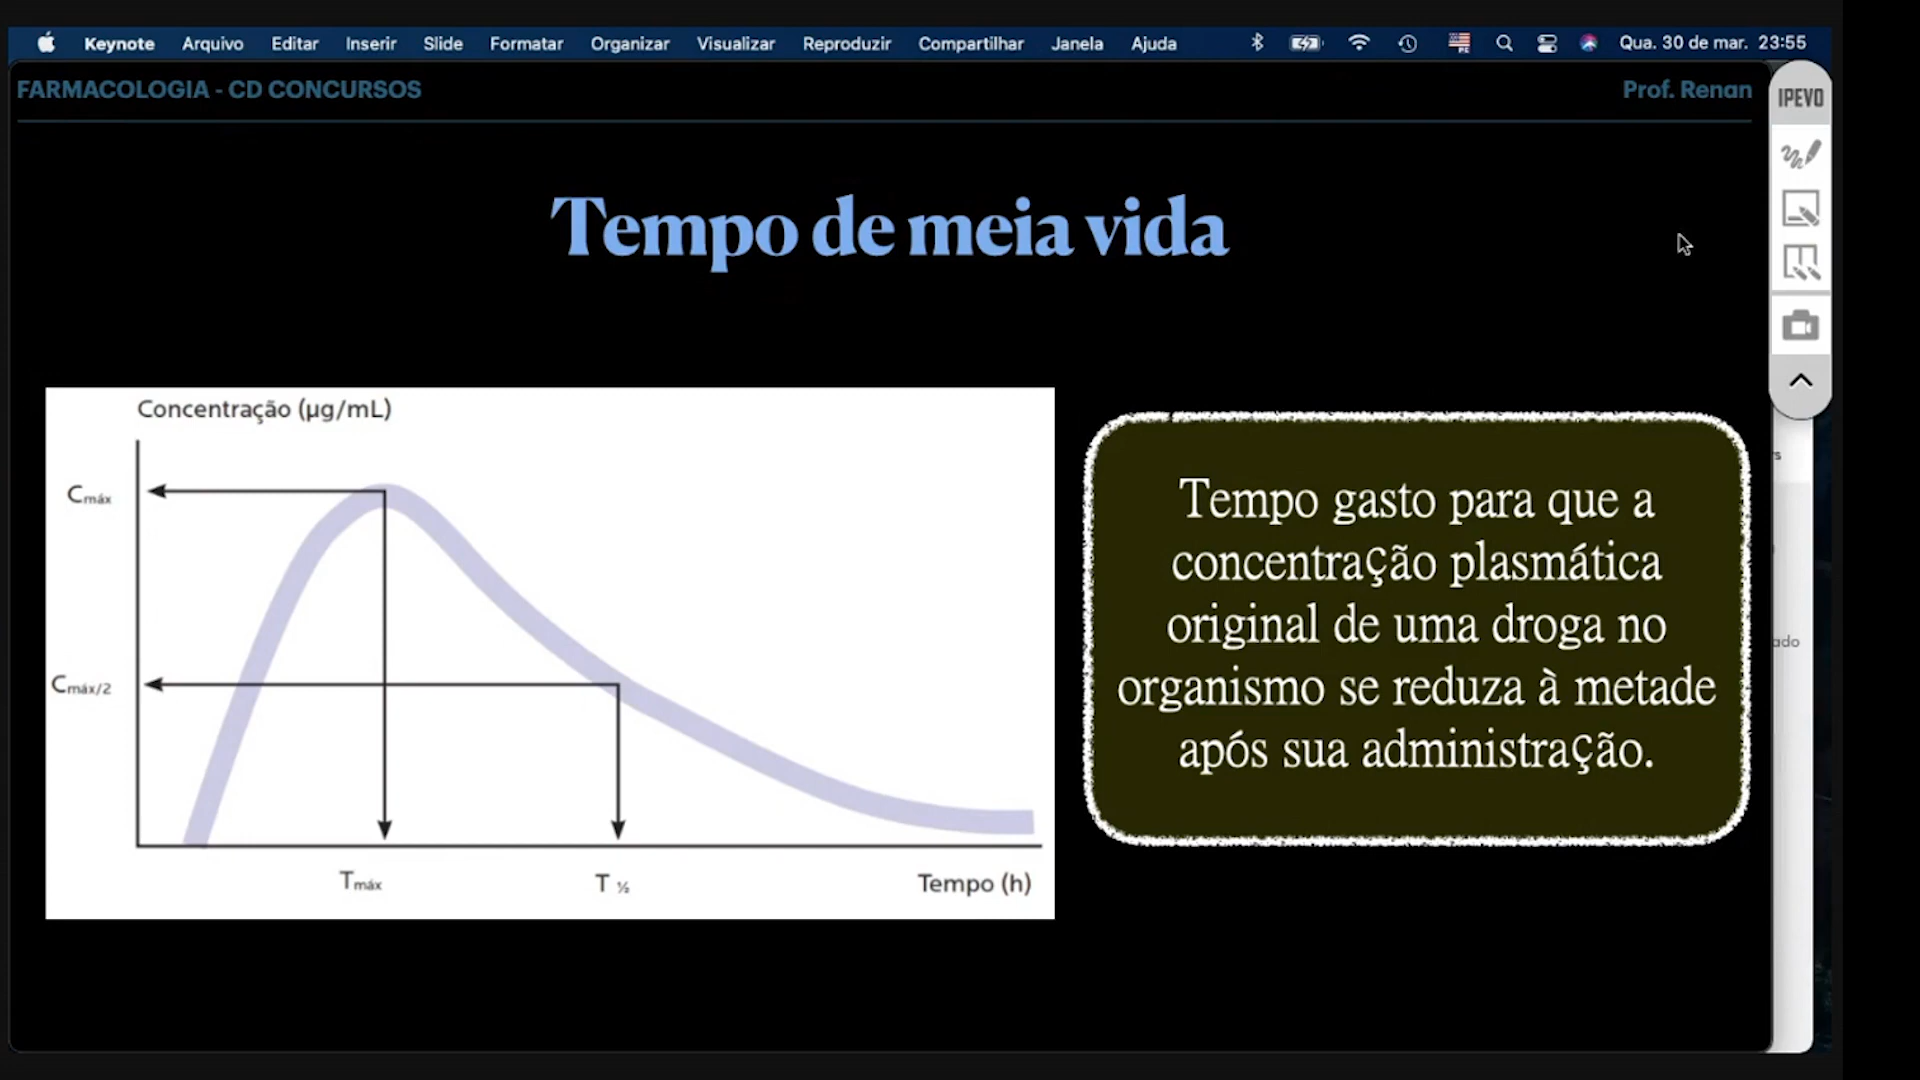 Keynote Arquivo Editar Inserir Slide Formatar Organizar Visualizar Reproduzir Compartilhar Janela Ajuda Qua. 30 de mar. 23:55
FARMACOLOGIA - CD CONCURSOS Prof. Renan
IPEVO
Tempo de meia vida
Concentração (µg/mL)
Cmáx
Cmáx/2
Tmáx T ½ Tempo (h)
Tempo gasto para que a
concentração plasmática
original de uma droga no
organismo se reduza à metade
após sua administração.
ado